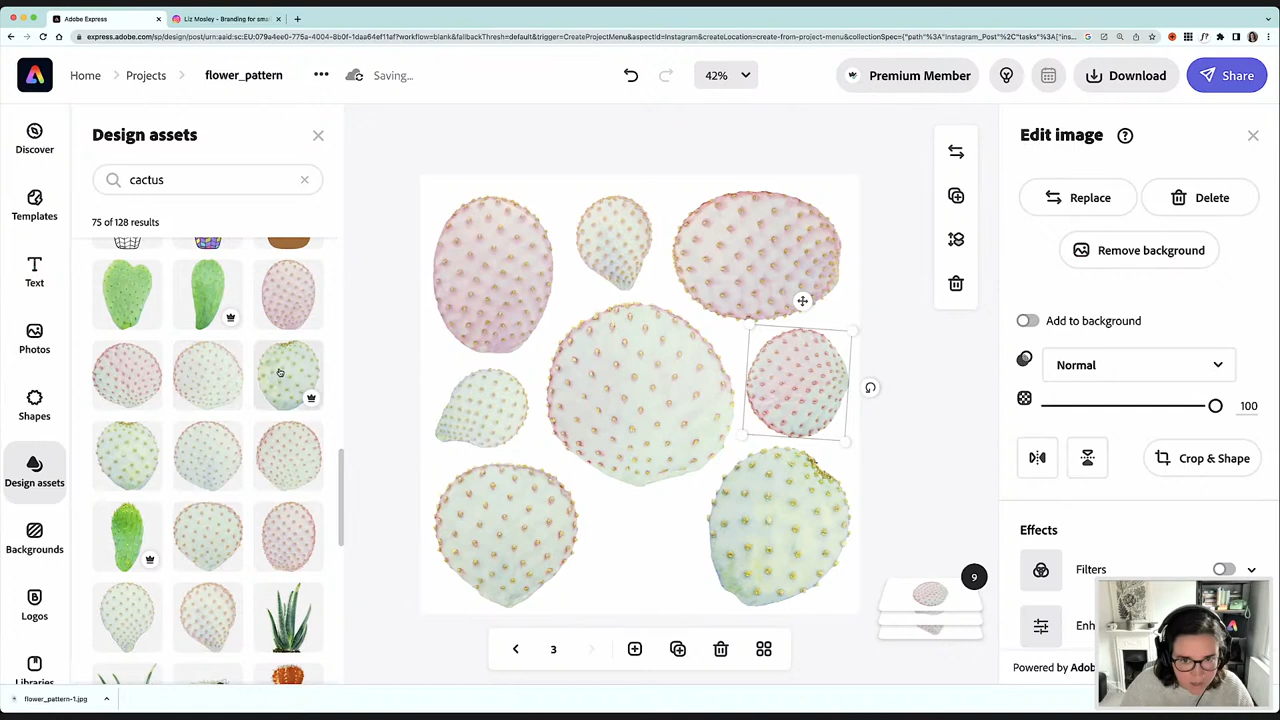 Adobe Express
Liz Mosley - Branding for smal
express.adobe.com/sp/design/post/urn:aaid:sc:EU:079a4ee0-775a-4004-8b0f-1daa64ef11af?workflow=blank&fallbackThresh=default&trigger=CreateProjectMenu&aspectId=Instagram&createLocation=create-from-project-menu&collectionSpec={"path"%3A"Instagram_Post"%2C"tasks"%3A["ins...
Home
Projects
flower_pattern
Saving...
42%
Premium Member
Download
Share
Discover
Templates
Text
Photos
Shapes
Design assets
Backgrounds
Logos
Libraries
Design assets
cactus
75 of 128 results
9
3
Edit image
Replace
Delete
Remove background
Add to background
Normal
100
Crop & Shape
Effects
Filters
Enh
Powered by Adob
flower_pattern-1.jpg